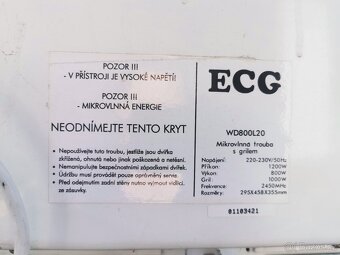 POZOR !!!
- V PŘÍSTROJI JE VYSOKÉ NAPĚTÍ!
POZOR !!!
- MIKROVLNNÁ ENERGIE
NEODNÍMEJTE TENTO KRYT
• Nepoužívejte tuto troubu, jestliže jsou dvířka
zkřížená, ohnutá nebo jinak poškozená a netěsní.
• Nemanipulujte bezpečnostními západkami dvířek.
• Údržbu musí provádět pouze oprávněný servis.
• Před odejmutím zadní stěny nutno vyjmout vidlici
ze zásuvky.
ECG
WD800L20
Mikrovlnná trouba
s grilem
Napájení: 220-230V/50Hz
Příkon: 1200W
Výkon: 800W
Gril: 1000W
Frekvence: 2450MHz
Rozměry: 295X458X355mm
01103421